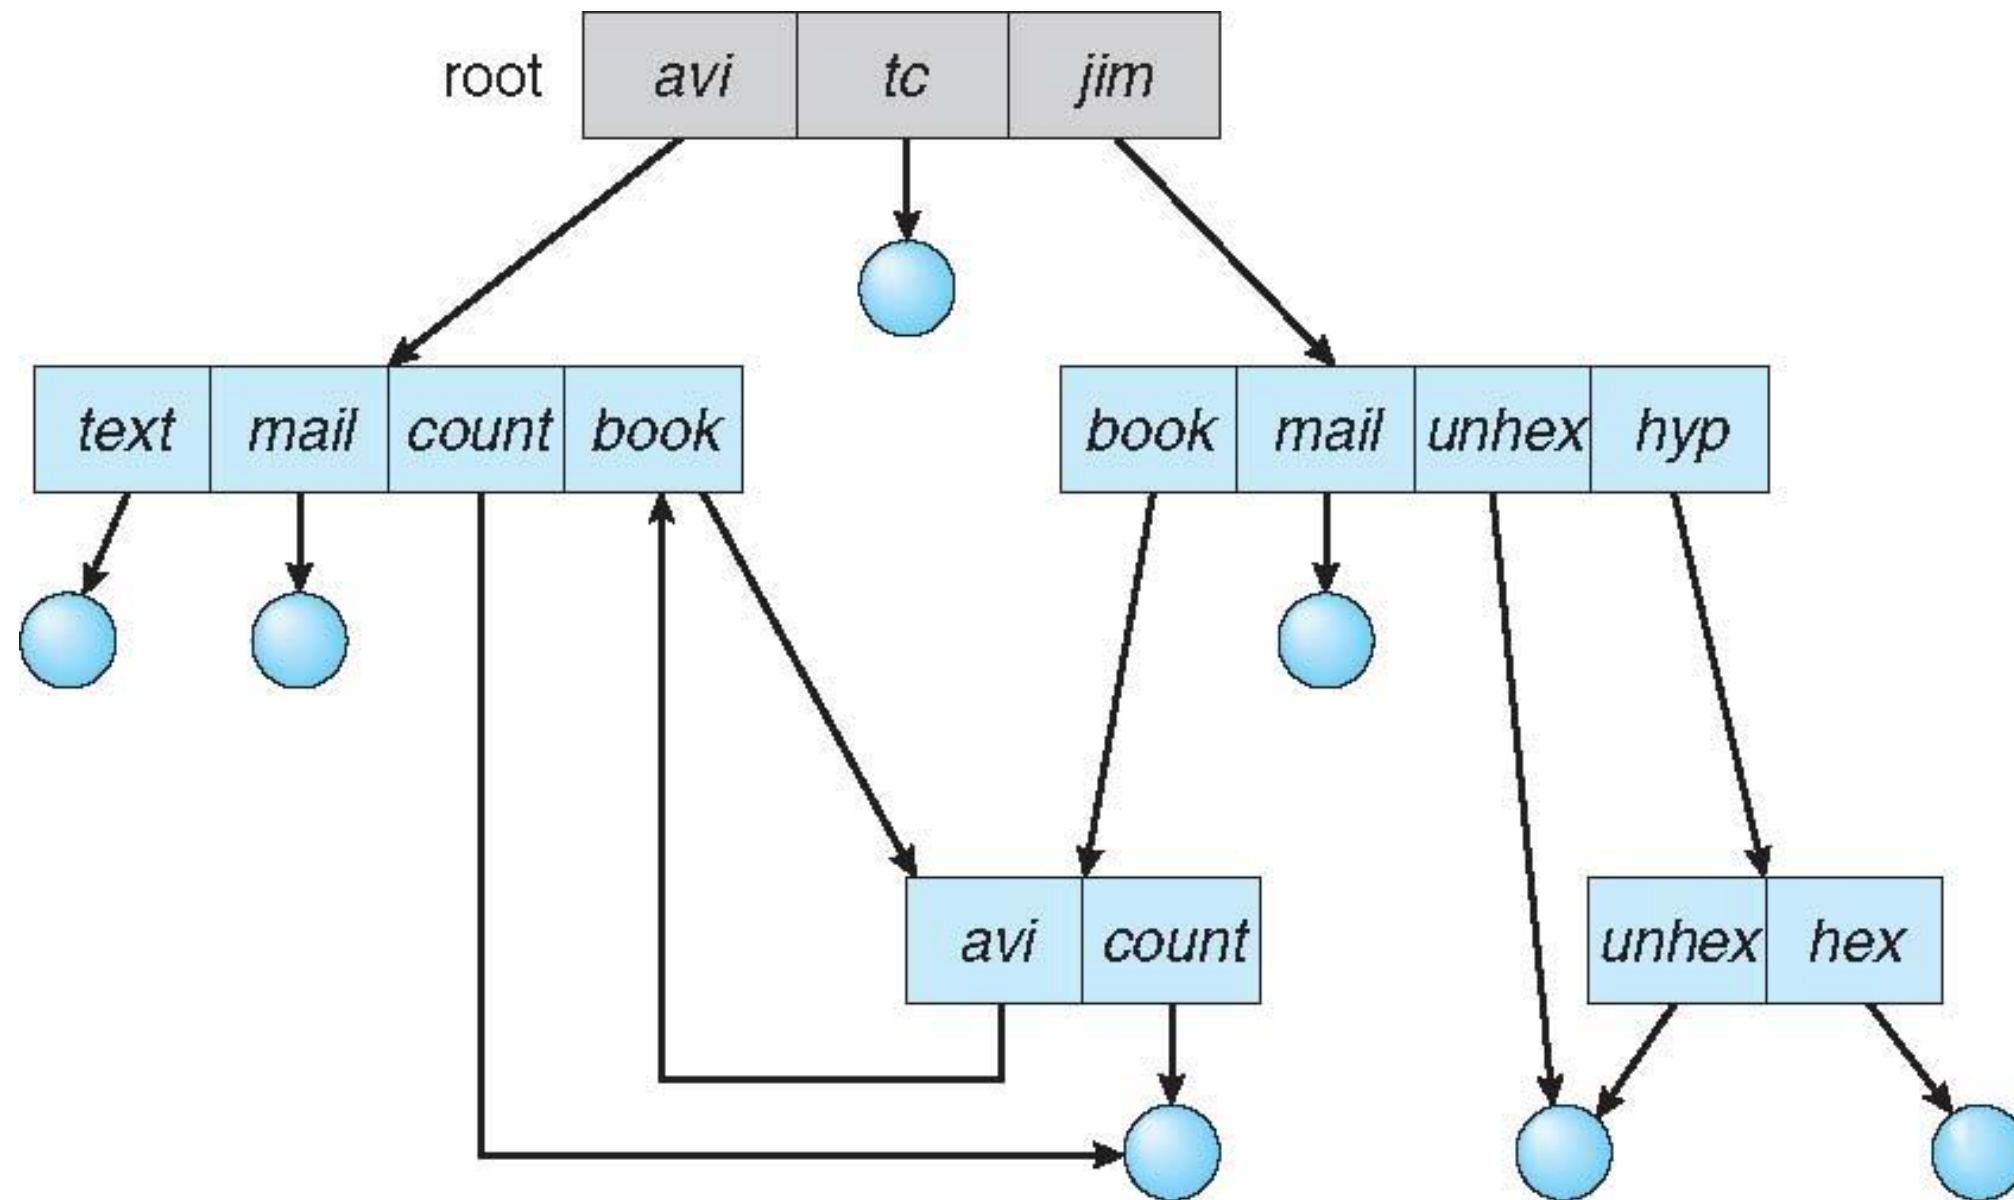 root avi tc jim
text mail count book
book mail unhex hyp
avi count
unhex hex